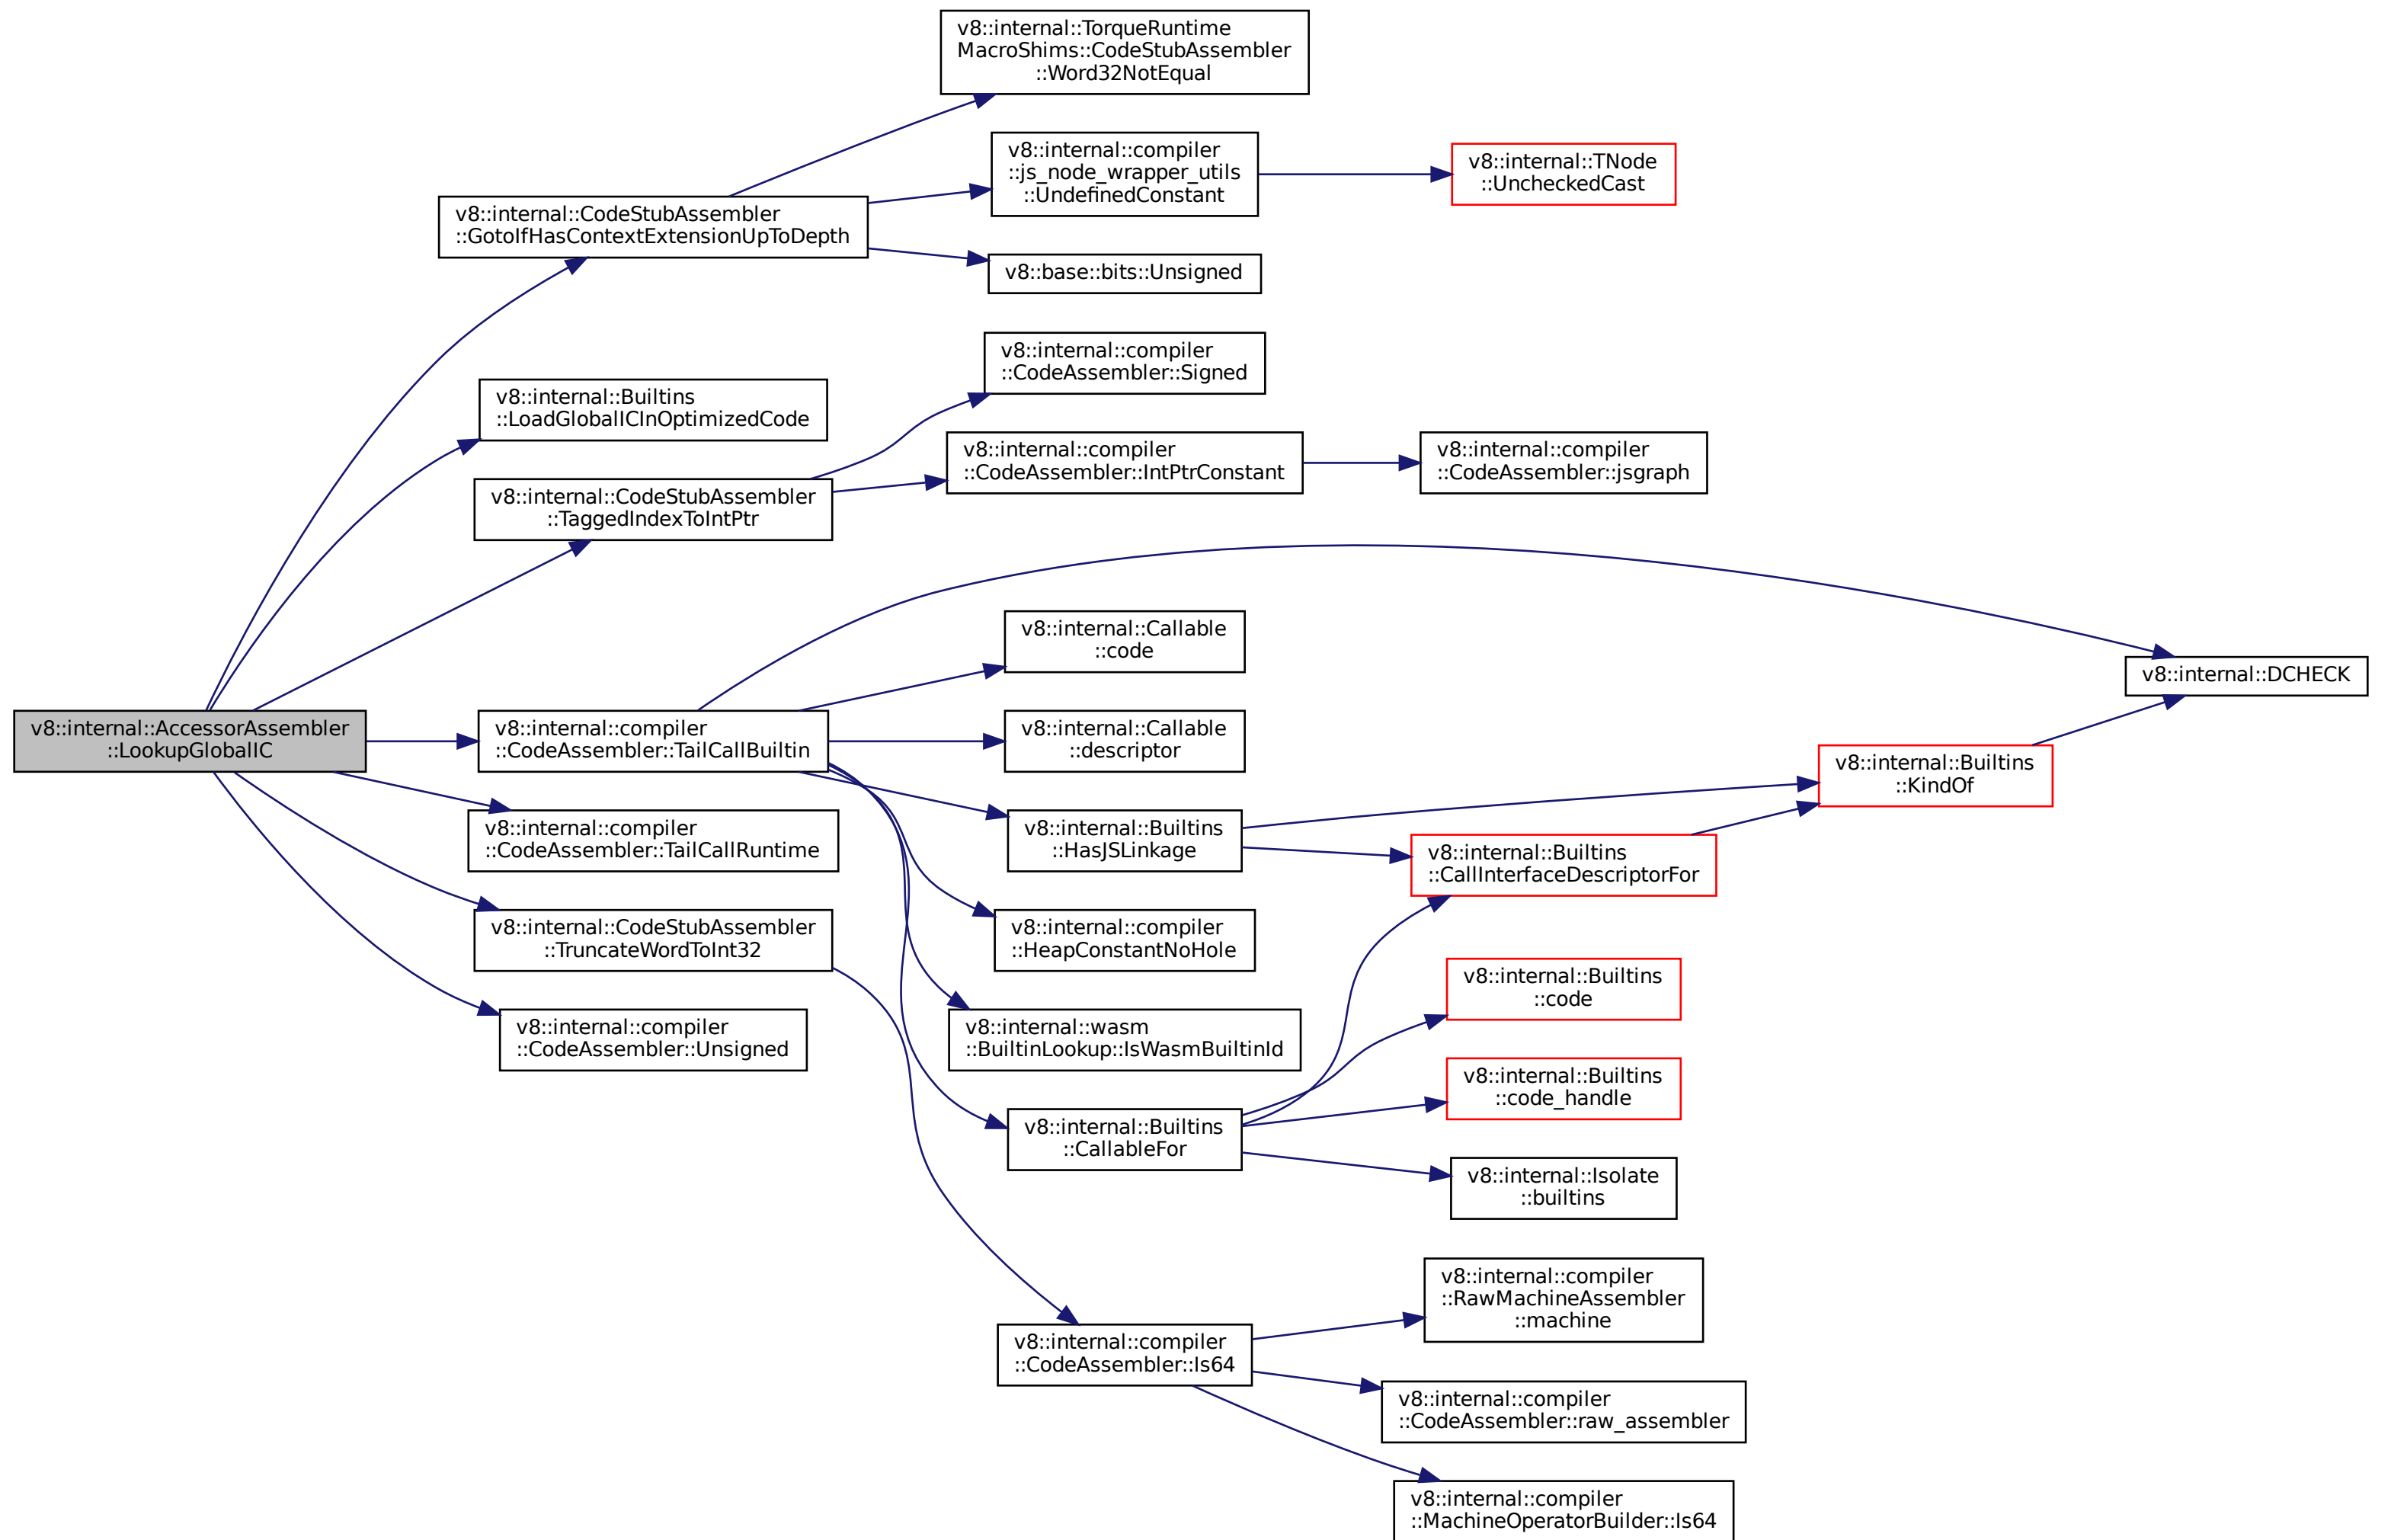 v8::internal::TorqueRuntime
MacroShims::CodeStubAssembler
::Word32NotEqual
v8::internal::compiler
::js_node_wrapper_utils
::UndefinedConstant
v8::internal::TNode
::UncheckedCast
v8::internal::CodeStubAssembler
::GotoIfHasContextExtensionUpToDepth
v8::base::bits::Unsigned
v8::internal::compiler
::CodeAssembler::Signed
v8::internal::Builtins
::LoadGlobalICInOptimizedCode
v8::internal::compiler
::CodeAssembler::IntPtrConstant
v8::internal::compiler
::CodeAssembler::jsgraph
v8::internal::CodeStubAssembler
::TaggedIndexToIntPtr
v8::internal::Callable
::code
v8::internal::DCHECK
v8::internal::AccessorAssembler
::LookupGlobalIC
v8::internal::compiler
::CodeAssembler::TailCallBuiltin
v8::internal::Callable
::descriptor
v8::internal::Builtins
::KindOf
v8::internal::compiler
::CodeAssembler::TailCallRuntime
v8::internal::Builtins
::HasJSLinkage
v8::internal::Builtins
::CallInterfaceDescriptorFor
v8::internal::CodeStubAssembler
::TruncateWordToInt32
v8::internal::compiler
::HeapConstantNoHole
v8::internal::Builtins
::code
v8::internal::compiler
::CodeAssembler::Unsigned
v8::internal::wasm
::BuiltinLookup::IsWasmBuiltinId
v8::internal::Builtins
::code_handle
v8::internal::Builtins
::CallableFor
v8::internal::Isolate
::builtins
v8::internal::compiler
::RawMachineAssembler
::machine
v8::internal::compiler
::CodeAssembler::Is64
v8::internal::compiler
::CodeAssembler::raw_assembler
v8::internal::compiler
::MachineOperatorBuilder::Is64